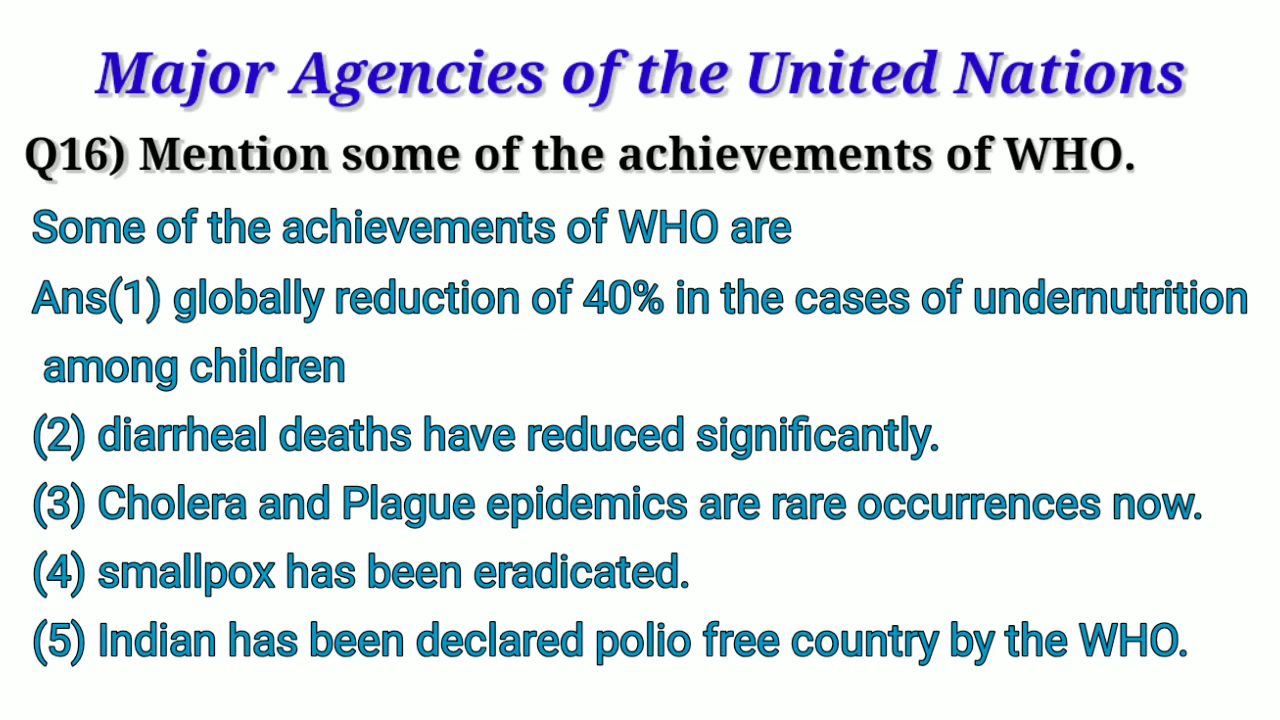 Major Agencies of the United Nations
Q16) Mention some of the achievements of WHO.
Some of the achievements of WHO are
Ans(1) globally reduction of 40% in the cases of undernutrition
among children
(2) diarrheal deaths have reduced significantly.
(3) Cholera and Plague epidemics are rare occurrences now.
(4) smallpox has been eradicated.
(5) Indian has been declared polio free country by the WHO.